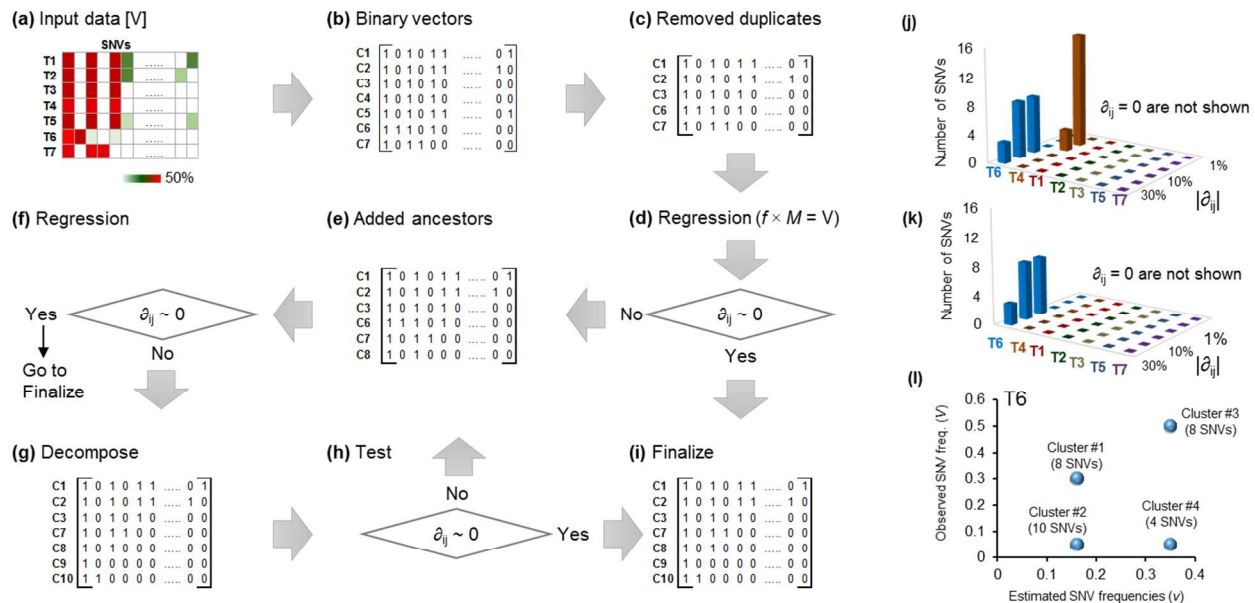 (a) Input data [V]
SNVs
T1
.....
T2
.....
T3
.....
T4
.....
T5
.....
T6
.....
T7
.....
50%
(b) Binary vectors
C1 1 0 1 0 1 1 ..... 0 1
C2 1 0 1 0 1 1 ..... 1 0
C3 1 0 1 0 1 0 ..... 0 0
C4 1 0 1 0 1 0 ..... 0 0
C5 1 0 1 0 1 1 ..... 0 1
C6 1 1 1 0 1 0 ..... 0 0
C7 1 0 1 1 0 0 ..... 0 0
(c) Removed duplicates
C1 1 0 1 0 1 1 ..... 0 1
C2 1 0 1 0 1 1 ..... 1 0
C3 1 0 1 0 1 0 ..... 0 0
C6 1 1 1 0 1 0 ..... 0 0
C7 1 0 1 1 0 0 ..... 0 0
(d) Regression (f × M = V)
No
∂ij ~ 0
Yes
(e) Added ancestors
C1 1 0 1 0 1 1 ..... 0 1
C2 1 0 1 0 1 1 ..... 1 0
C3 1 0 1 0 1 0 ..... 0 0
C6 1 1 1 0 1 0 ..... 0 0
C7 1 0 1 1 0 0 ..... 0 0
C8 1 0 1 0 0 0 ..... 0 0
(f) Regression
Yes
∂ij ~ 0
No
Go to
Finalize
(g) Decompose
C1 1 0 1 0 1 1 ..... 0 1
C2 1 0 1 0 1 1 ..... 1 0
C3 1 0 1 0 1 0 ..... 0 0
C7 1 0 1 1 0 0 ..... 0 0
C8 1 0 1 0 0 0 ..... 0 0
C9 1 0 0 0 0 0 ..... 0 0
C10 1 1 0 0 0 0 ..... 0 0
(h) Test
No
∂ij ~ 0
Yes
(i) Finalize
C1 1 0 1 0 1 1 ..... 0 1
C2 1 0 1 0 1 1 ..... 1 0
C3 1 0 1 0 1 0 ..... 0 0
C7 1 0 1 1 0 0 ..... 0 0
C8 1 0 1 0 0 0 ..... 0 0
C9 1 0 0 0 0 0 ..... 0 0
C10 1 1 0 0 0 0 ..... 0 0
(j)
Number of SNVs
16
12
8
4
0
∂ij = 0 are not shown
T6 T4 T1 T2 T3 T5 T7
30% 10% 1%
|∂ij|
(k)
Number of SNVs
16
12
8
4
0
∂ij = 0 are not shown
T6 T4 T1 T2 T3 T5 T7
30% 10% 1%
|∂ij|
(l)
T6
Observed SNV freq. (V)
0.6
0.5
0.4
0.3
0.2
0.1
0
Cluster #3
(8 SNVs)
Cluster #1
(8 SNVs)
Cluster #2
(10 SNVs)
Cluster #4
(4 SNVs)
0 0.1 0.2 0.3 0.4
Estimated SNV frequencies (v)